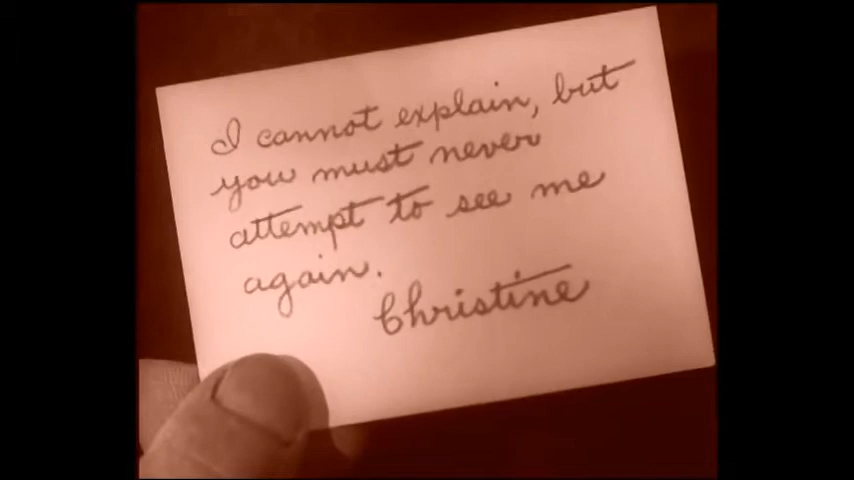 I cannot explain, but
you must never
attempt to see me
again.
Christine